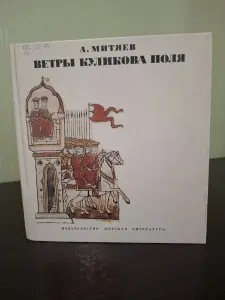 А. МИТЯЕВ
ВЕТРЫ КУЛИКОВА ПОЛЯ
ИЗДАТЕЛЬСТВО «ДЕТСКАЯ ЛИТЕРАТУРА»